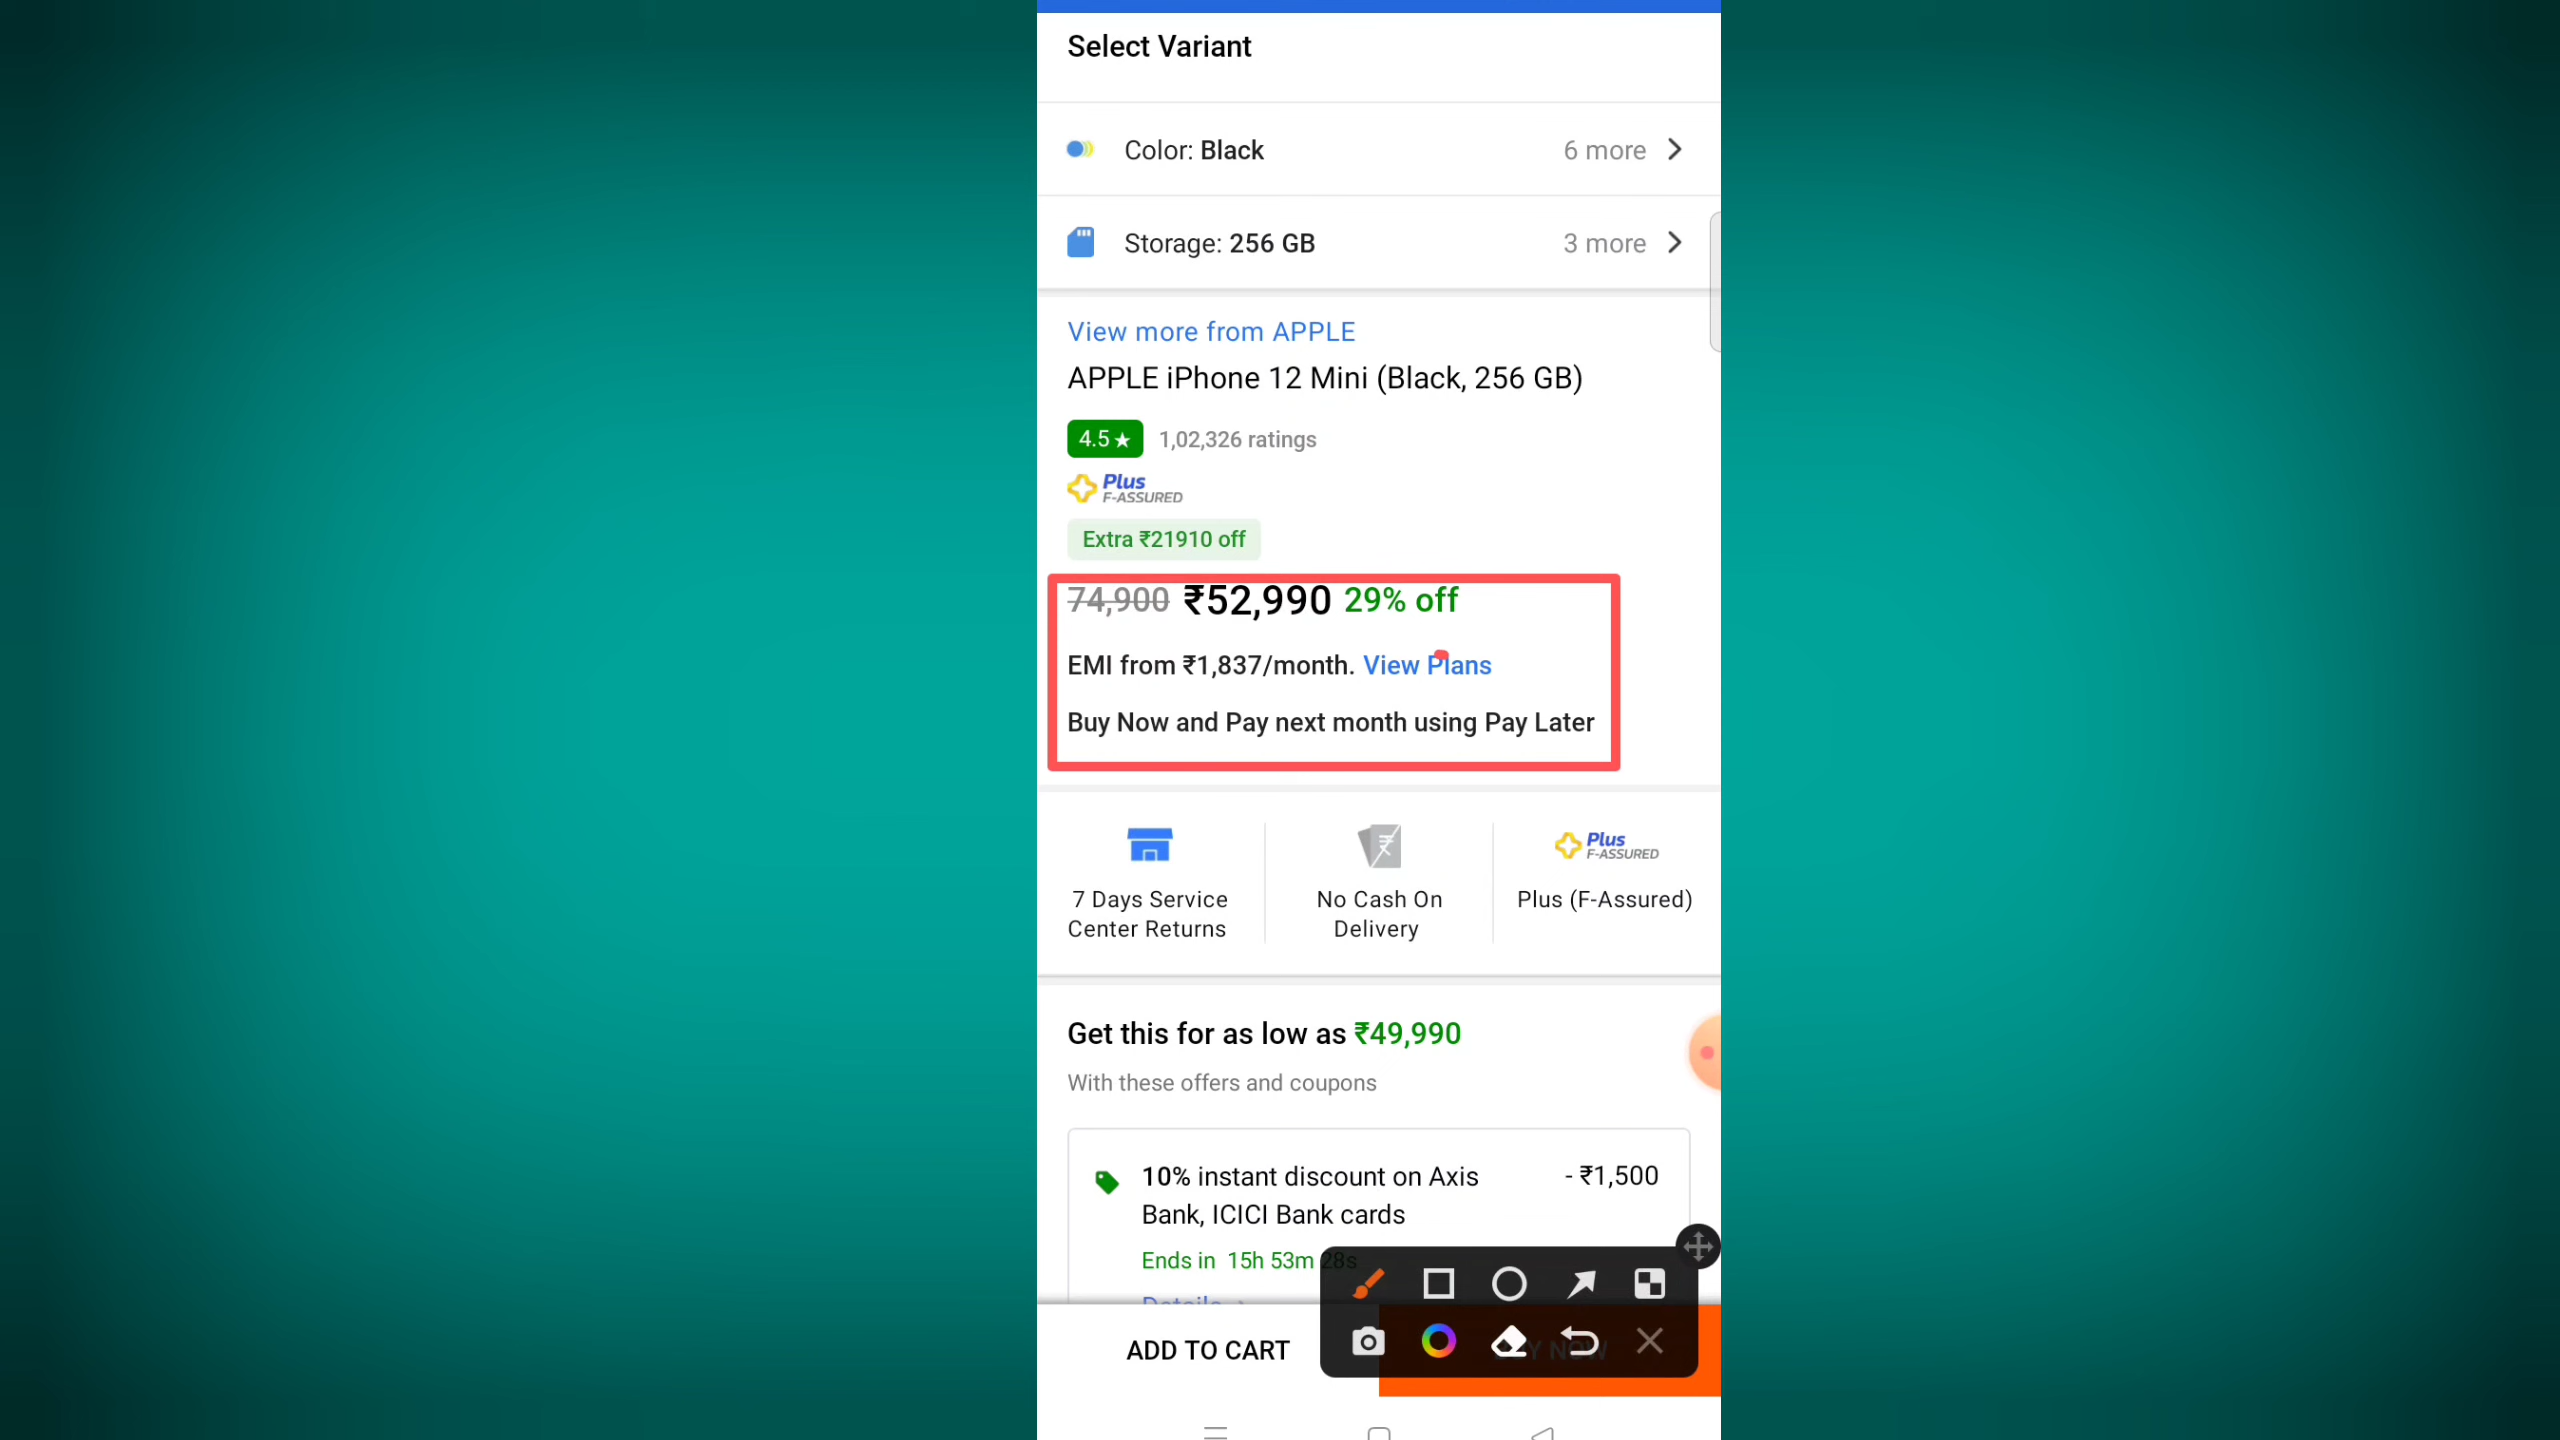 Select Variant
Color: Black 6 more
Storage: 256 GB 3 more
View more from APPLE
APPLE iPhone 12 Mini (Black, 256 GB)
4.5★ 1,02,326 ratings
Plus
F-ASSURED
Extra ₹21910 off
74,900 ₹52,990 29% off
EMI from ₹1,837/month. View Plans
Buy Now and Pay next month using Pay Later
7 Days Service
Center Returns
No Cash On
Delivery
Plus
F-ASSURED
Plus (F-Assured)
Get this for as low as ₹49,990
With these offers and coupons
10% instant discount on Axis
Bank, ICICI Bank cards
- ₹1,500
Ends in 15h 53m 28s
Details
ADD TO CART
BUY NOW